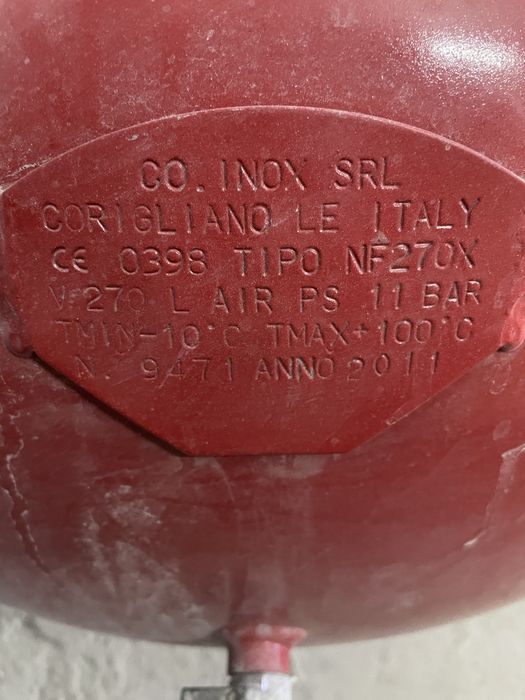 CO. INOX SRL
CORIGLIANO LE ITALY
CE 0398 TIPO NF270X
V 270 L AIR PS 11 BAR
TMIN-10°C TMAX+100°C
N. 9471 ANNO 2011